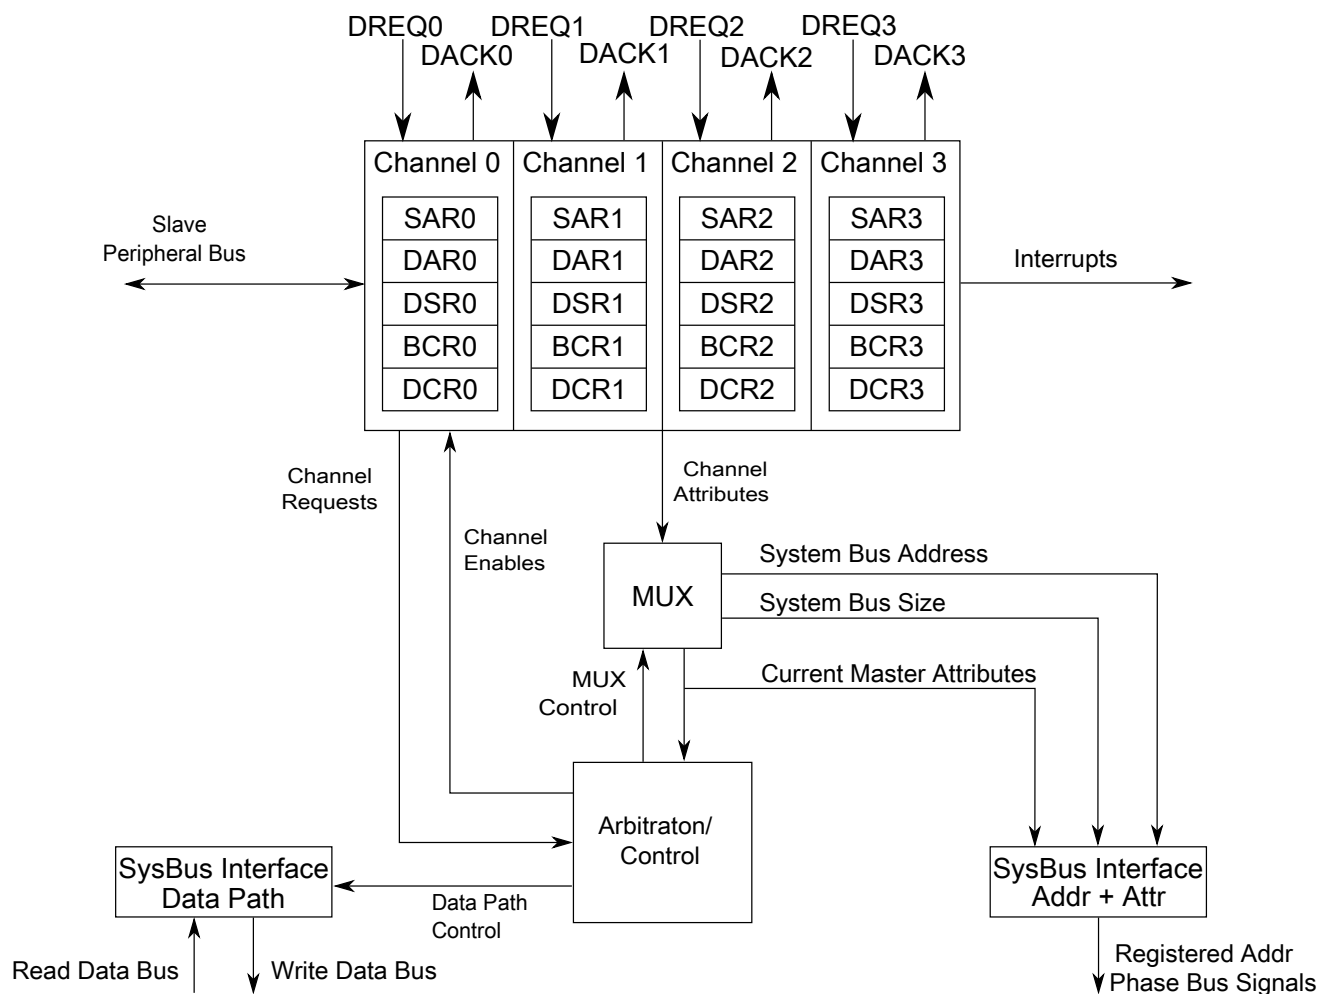 DREQ0
DREQ1
DREQ2
DREQ3
DACK0
DACK1
DACK2
DACK3
Channel 0
Channel 1
Channel 2
Channel 3
SAR0
SAR1
SAR2
SAR3
DAR0
DAR1
DAR2
DAR3
DSR0
DSR1
DSR2
DSR3
BCR0
BCR1
BCR2
BCR3
DCR0
DCR1
DCR2
DCR3
Slave
Peripheral Bus
Interrupts
Channel
Requests
Channel
Enables
Channel
Attributes
MUX
System Bus Address
System Bus Size
Current Master Attributes
MUX
Control
Arbitraton/
Control
SysBus Interface
Data Path
Data Path
Control
SysBus Interface
Addr + Attr
Read Data Bus
Write Data Bus
Registered Addr
Phase Bus Signals